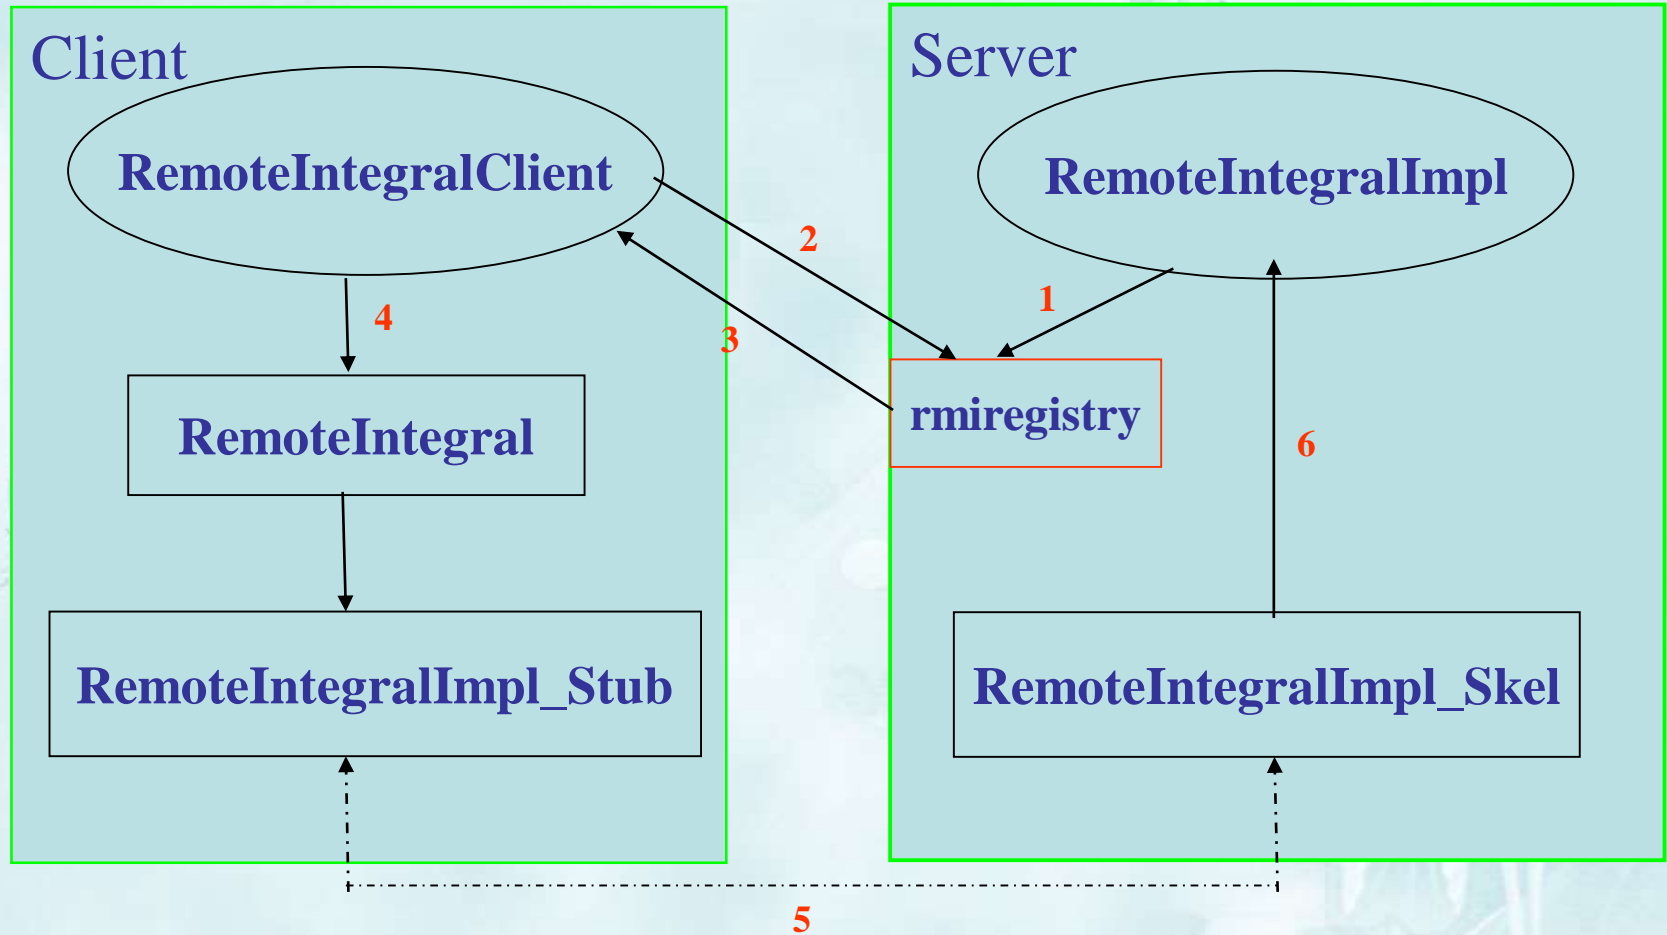 Client
Server
RemoteIntegralClient
RemoteIntegralImpl
2
1
4
3
rmiregistry
RemoteIntegral
6
RemoteIntegralImpl_Stub
RemoteIntegralImpl_Skel
5